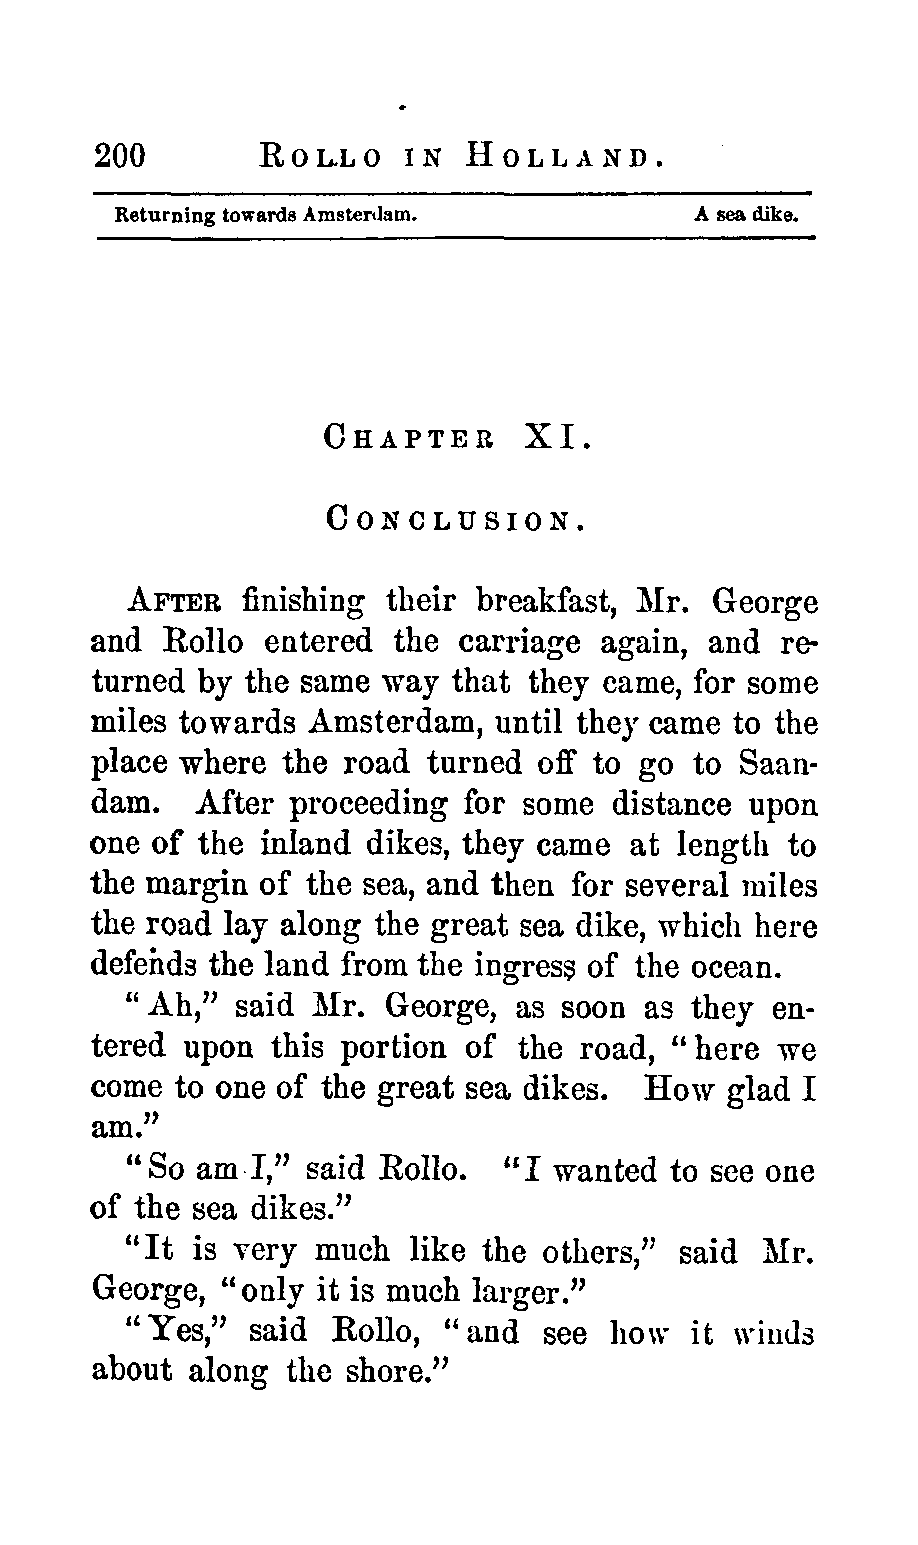 200 ROLLO IN HOLLAND.
Returning towards Amsterdam. A sea dike.
CHAPTER XI.
CONCLUSION.
AFTER finishing their breakfast, Mr. George
and Rollo entered the carriage again, and re-
turned by the same way that they came, for some
miles towards Amsterdam, until they came to the
place where the road turned off to go to Saan-
dam. After proceeding for some distance upon
one of the inland dikes, they came at length to
the margin of the sea, and then for several miles
the road lay along the great sea dike, which here
defends the land from the ingress of the ocean.
"Ah," said Mr. George, as soon as they en-
tered upon this portion of the road, "here we
come to one of the great sea dikes. How glad I
am."
"So am I," said Rollo. "I wanted to see one
of the sea dikes."
"It is very much like the others," said Mr.
George, "only it is much larger."
"Yes," said Rollo, "and see how it winds
about along the shore."